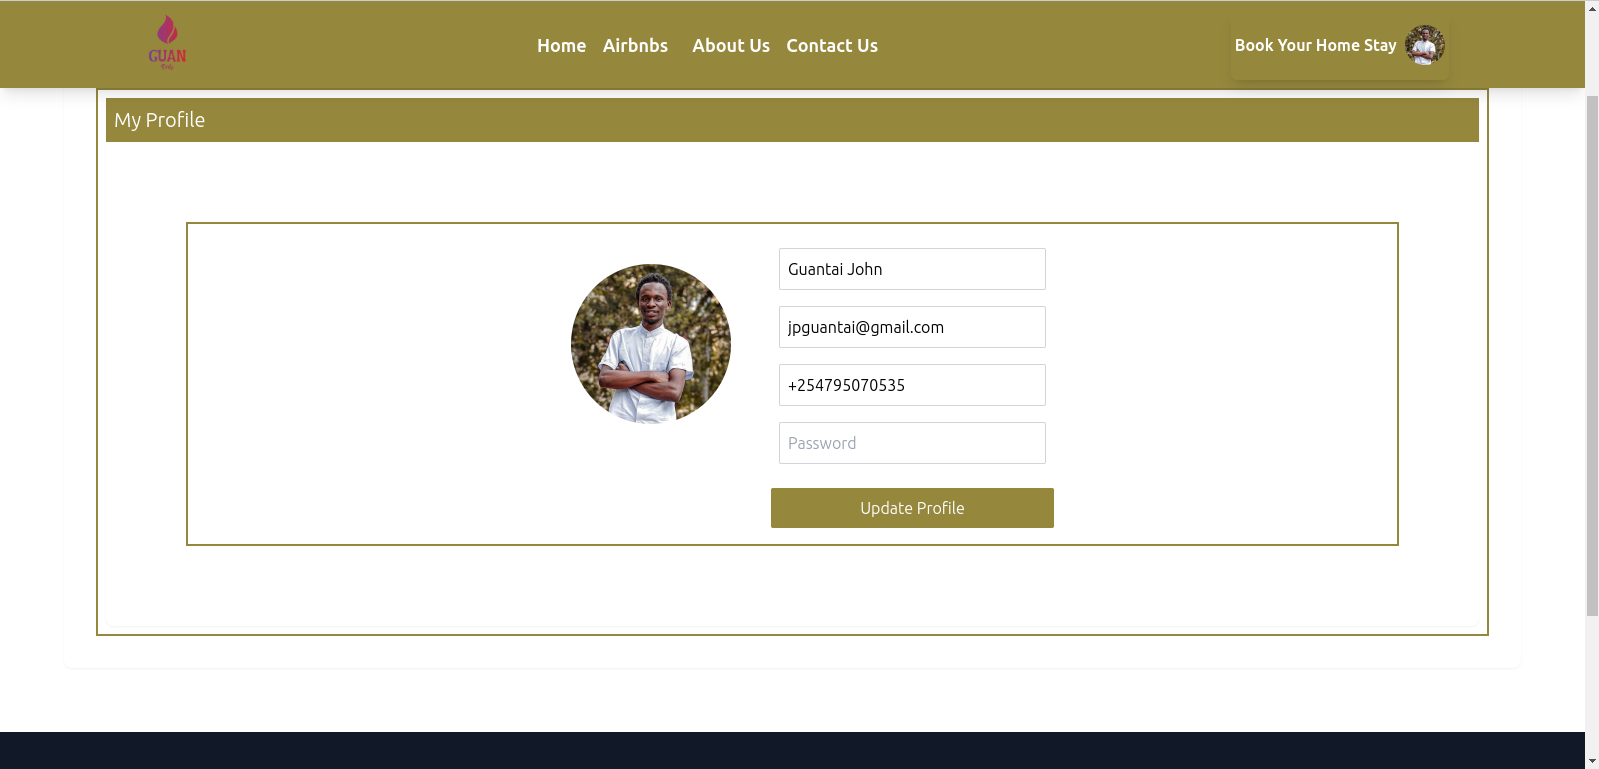 GUAN
Home Airbnbs About Us Contact Us
Book Your Home Stay
My Profile
Guantai John
jpguantai@gmail.com
+254795070535
Password
Update Profile